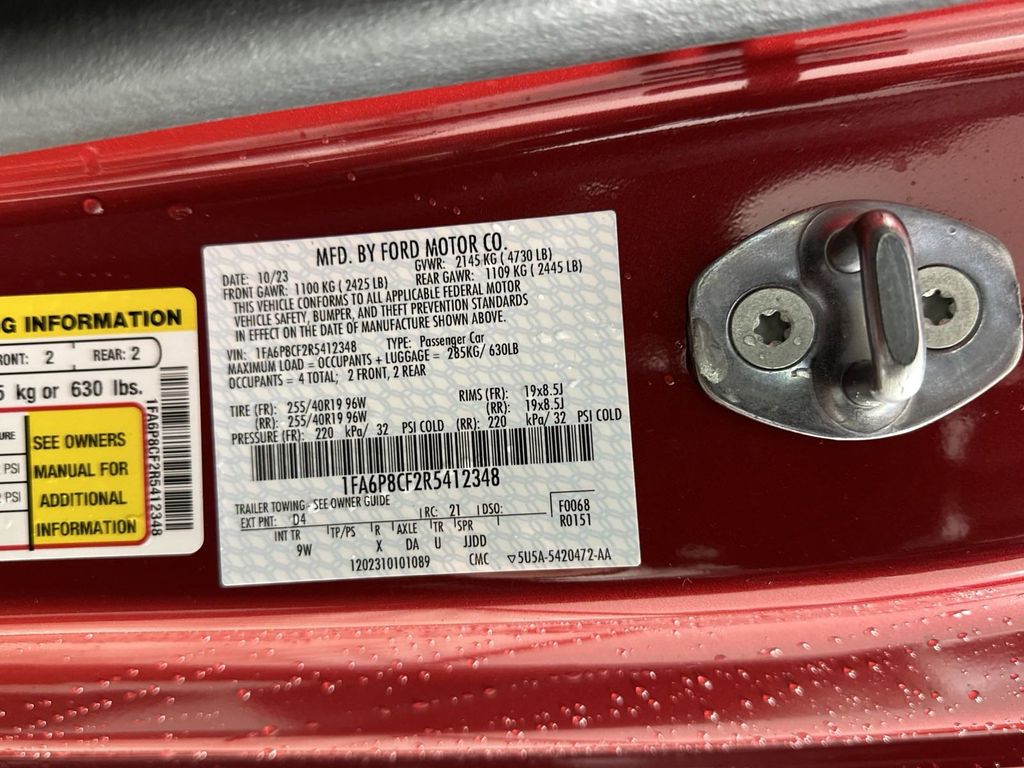 G INFORMATION
RONT: 2 REAR: 2
5 kg or 630 lbs.
URE
PSI
PSI
SEE OWNERS
MANUAL FOR
ADDITIONAL
INFORMATION
1FA6P8CF2R5412348
MFD. BY FORD MOTOR CO.
DATE: 10/23 GVWR: 2145 KG ( 4730 LB)
FRONT GAWR: 1100 KG ( 2425 LB) REAR GAWR: 1109 KG ( 2445 LB)
THIS VEHICLE CONFORMS TO ALL APPLICABLE FEDERAL MOTOR
VEHICLE SAFETY, BUMPER, AND THEFT PREVENTION STANDARDS
IN EFFECT ON THE DATE OF MANUFACTURE SHOWN ABOVE.
VIN: 1FA6P8CF2R5412348 TYPE: Passenger Car
MAXIMUM LOAD = OCCUPANTS + LUGGAGE = 285KG/ 630LB
OCCUPANTS = 4 TOTAL; 2 FRONT, 2 REAR
TIRE (FR): 255/40R19 96W RIMS (FR): 19x8.5J
(RR): 255/40R19 96W (RR): 19x8.5J
PRESSURE (FR): 220 kPa/ 32 PSI COLD (RR): 220 kPa/ 32 PSI COLD
1FA6P8CF2R5412348
TRAILER TOWING - SEE OWNER GUIDE
EXT PNT: D4 RC: 21 DSO: F0068
R0151
INT TR TP/PS R AXLE TR SPR
9W X DA U JJDD
1202310101089 CMC ▽5U5A-5420472-AA